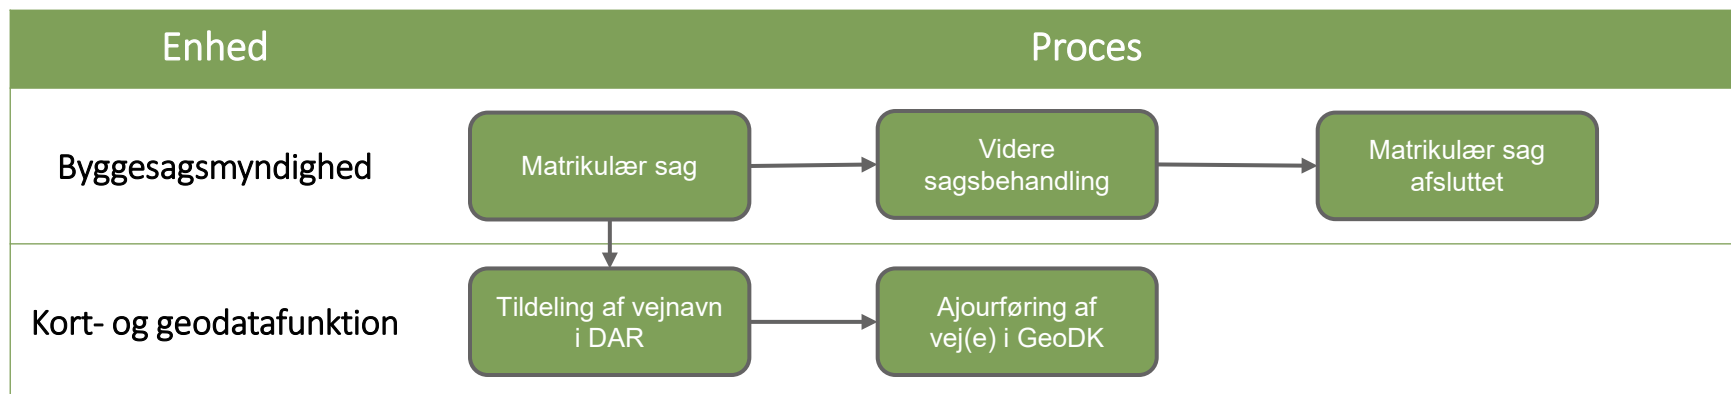 Enhed
Proces
Byggesagsmyndighed
Matrikulær sag
Videre
sagsbehandling
Matrikulær sag
afsluttet
Kort- og geodatafunktion
Tildeling af vejnavn
i DAR
Ajourføring af
vej(e) i GeoDK